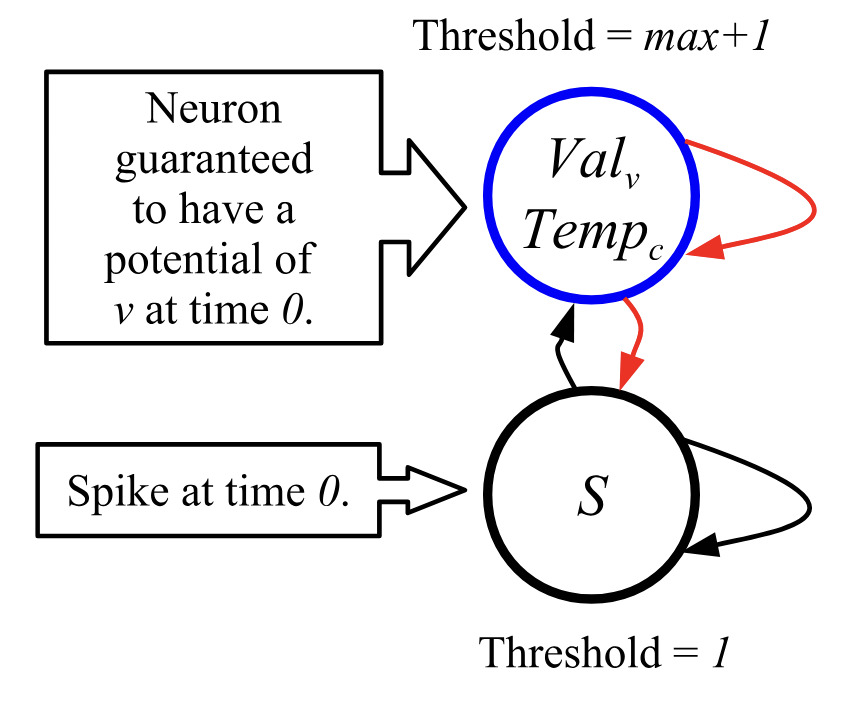 Threshold = max+1
Neuron
guaranteed
to have a
potential of
v at time 0.
Val_v
Temp_c
Spike at time 0.
S
Threshold = 1